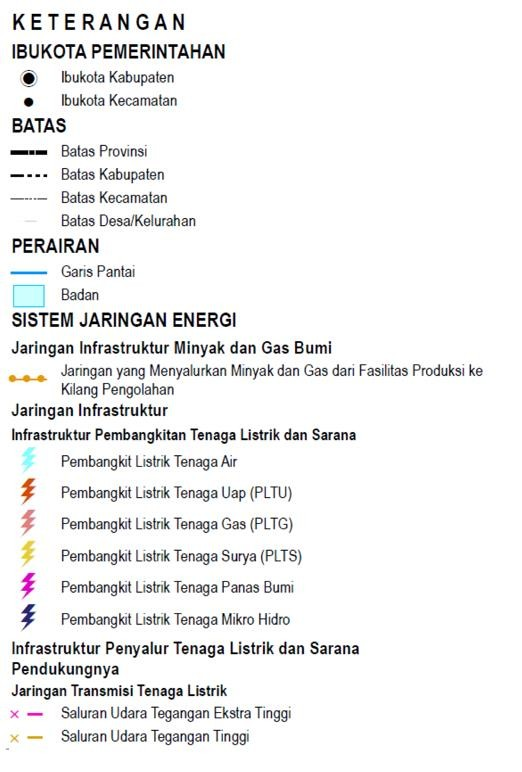 KETERANGAN
IBUKOTA PEMERINTAHAN
Ibukota Kabupaten
Ibukota Kecamatan
BATAS
Batas Provinsi
Batas Kabupaten
Batas Kecamatan
Batas Desa/Kelurahan
PERAIRAN
Garis Pantai
Badan
SISTEM JARINGAN ENERGI
Jaringan Infrastruktur Minyak dan Gas Bumi
Jaringan yang Menyalurkan Minyak dan Gas dari Fasilitas Produksi ke
Kilang Pengolahan
Jaringan Infrastruktur
Infrastruktur Pembangkitan Tenaga Listrik dan Sarana
Pembangkit Listrik Tenaga Air
Pembangkit Listrik Tenaga Uap (PLTU)
Pembangkit Listrik Tenaga Gas (PLTG)
Pembangkit Listrik Tenaga Surya (PLTS)
Pembangkit Listrik Tenaga Panas Bumi
Pembangkit Listrik Tenaga Mikro Hidro
Infrastruktur Penyalur Tenaga Listrik dan Sarana
Pendukungnya
Jaringan Transmisi Tenaga Listrik
Saluran Udara Tegangan Ekstra Tinggi
Saluran Udara Tegangan Tinggi